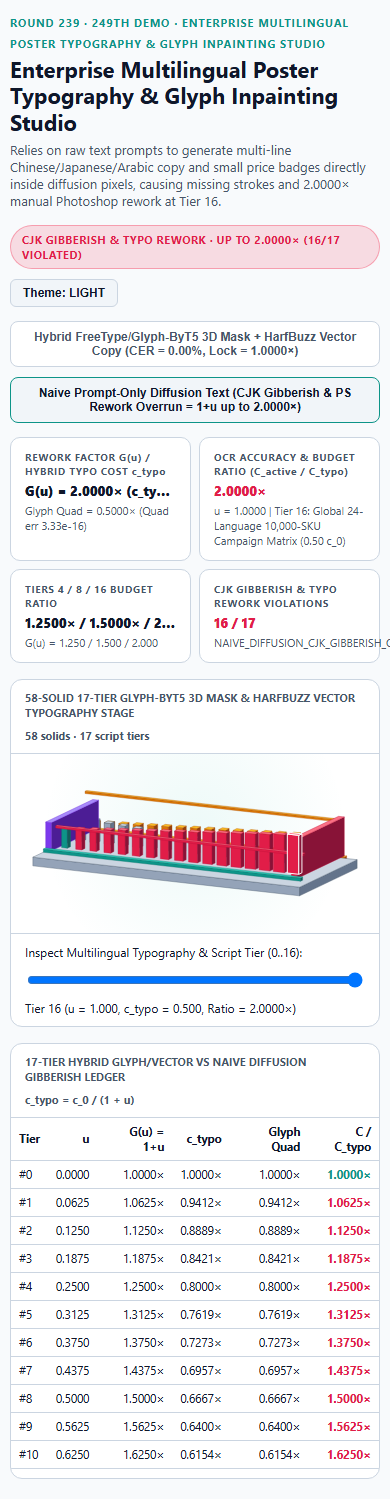 ROUND 239 · 249TH DEMO · ENTERPRISE MULTILINGUAL
POSTER TYPOGRAPHY & GLYPH INPAINTING STUDIO
Enterprise Multilingual Poster
Typography & Glyph Inpainting
Studio
Relies on raw text prompts to generate multi-line
Chinese/Japanese/Arabic copy and small price badges directly
inside diffusion pixels, causing missing strokes and 2.0000×
manual Photoshop rework at Tier 16.
CJK GIBBERISH & TYPO REWORK · UP TO 2.0000× (16/17
VIOLATED)
Theme: LIGHT
Hybrid FreeType/Glyph-ByT5 3D Mask + HarfBuzz Vector
Copy (CER = 0.00%, Lock = 1.0000×)
Naive Prompt-Only Diffusion Text (CJK Gibberish & PS
Rework Overrun = 1+u up to 2.0000×)
REWORK FACTOR G(u) /
HYBRID TYPO COST c_typo
G(u) = 2.0000× (c_ty...
Glyph Quad = 0.5000× (Quad
err 3.33e-16)
OCR ACCURACY & BUDGET
RATIO (C_active / C_typo)
2.0000×
u = 1.0000 | Tier 16: Global 24-
Language 10,000-SKU
Campaign Matrix (0.50 c_0)
TIERS 4 / 8 / 16 BUDGET
RATIO
1.2500× / 1.5000× / 2...
G(u) = 1.250 / 1.500 / 2.000
CJK GIBBERISH & TYPO
REWORK VIOLATIONS
16 / 17
NAIVE_DIFFUSION_CJK_GIBBERISH_
58-SOLID 17-TIER GLYPH-BYT5 3D MASK & HARFBUZZ VECTOR
TYPOGRAPHY STAGE
58 solids · 17 script tiers
Inspect Multilingual Typography & Script Tier (0..16):
Tier 16 (u = 1.000, c_typo = 0.500, Ratio = 2.0000×)
17-TIER HYBRID GLYPH/VECTOR VS NAIVE DIFFUSION
GIBBERISH LEDGER
c_typo = c_0 / (1 + u)
Tier u G(u) = 1+u c_typo Glyph Quad C / C_typo
#0 0.0000 1.0000× 1.0000× 1.0000× 1.0000×
#1 0.0625 1.0625× 0.9412× 0.9412× 1.0625×
#2 0.1250 1.1250× 0.8889× 0.8889× 1.1250×
#3 0.1875 1.1875× 0.8421× 0.8421× 1.1875×
#4 0.2500 1.2500× 0.8000× 0.8000× 1.2500×
#5 0.3125 1.3125× 0.7619× 0.7619× 1.3125×
#6 0.3750 1.3750× 0.7273× 0.7273× 1.3750×
#7 0.4375 1.4375× 0.6957× 0.6957× 1.4375×
#8 0.5000 1.5000× 0.6667× 0.6667× 1.5000×
#9 0.5625 1.5625× 0.6400× 0.6400× 1.5625×
#10 0.6250 1.6250× 0.6154× 0.6154× 1.6250×